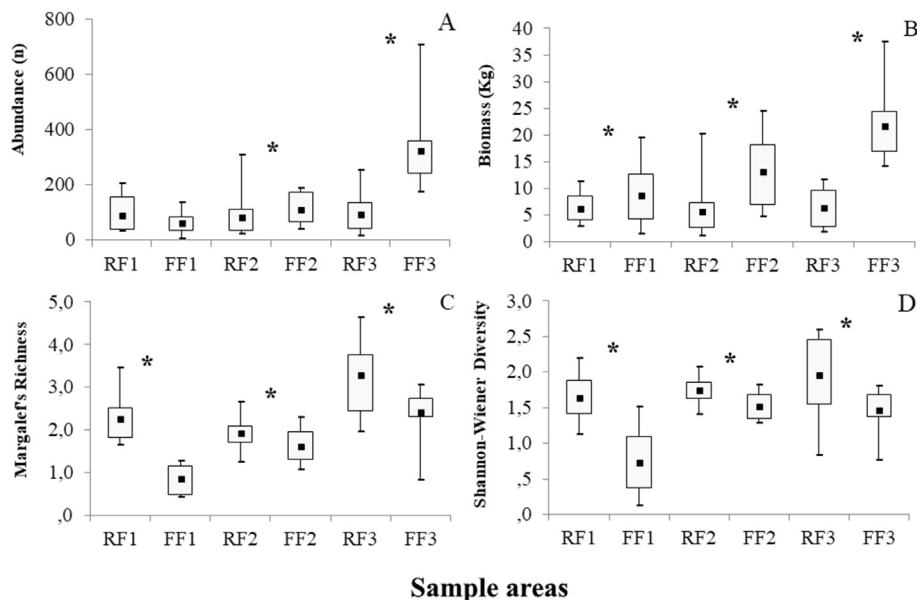 A
Abundance (n)
800
600
400
200
0
*
*
RF1 FF1 RF2 FF2 RF3 FF3
B
Biomass (Kg)
40
35
30
25
20
15
10
5
0
*
*
*
RF1 FF1 RF2 FF2 RF3 FF3
C
Margalef's Richness
5,0
4,0
3,0
2,0
1,0
,0
*
*
*
RF1 FF1 RF2 FF2 RF3 FF3
D
Shannon-Wiener Diversity
3,0
2,5
2,0
1,5
1,0
,5
,0
*
*
*
RF1 FF1 RF2 FF2 RF3 FF3
Sample areas